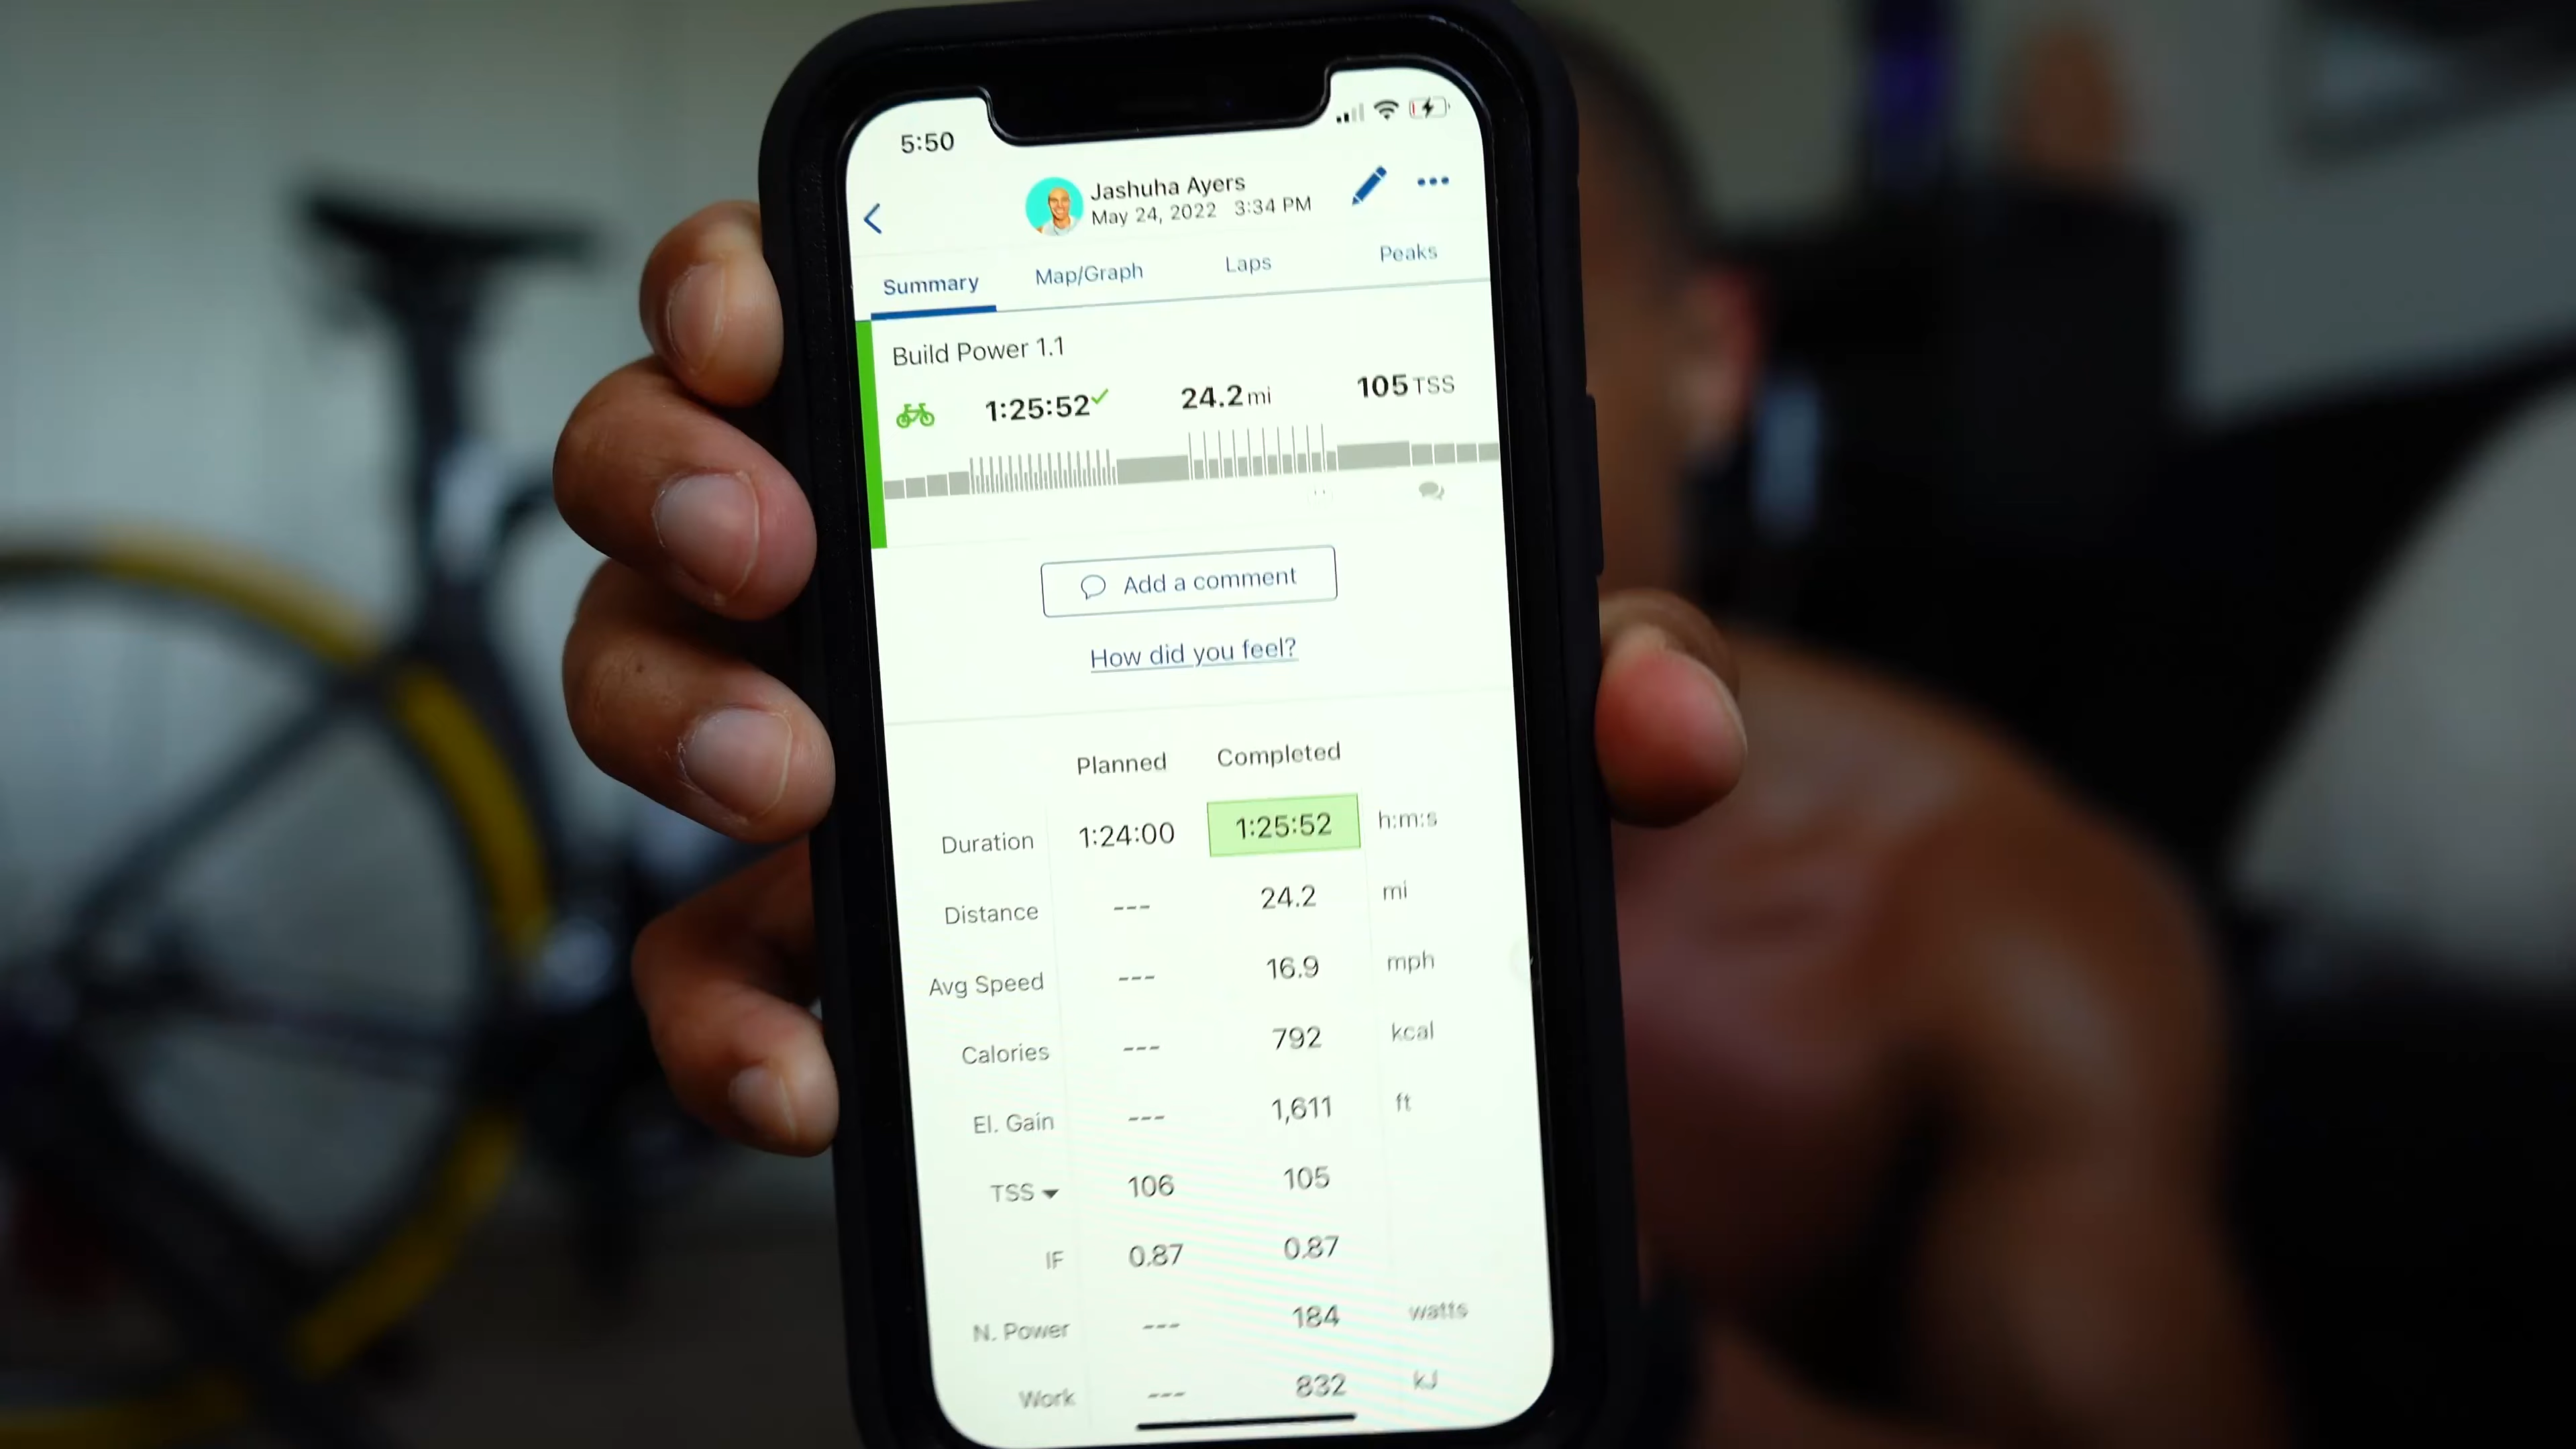 5:50
Jashuha Ayers
May 24, 2022 3:34 PM
Summary Map/Graph Laps Peaks
Build Power 1.1
1:25:52 24.2 mi 105 TSS
Add a comment
How did you feel?
Planned Completed
Duration 1:24:00 1:25:52 h:m:s
Distance --- 24.2 mi
Avg Speed --- 16.9 mph
Calories --- 792 kcal
El. Gain --- 1,611 ft
TSS 106 105
IF 0.87 0.87
N. Power --- 184 watts
Work --- 832 kJ